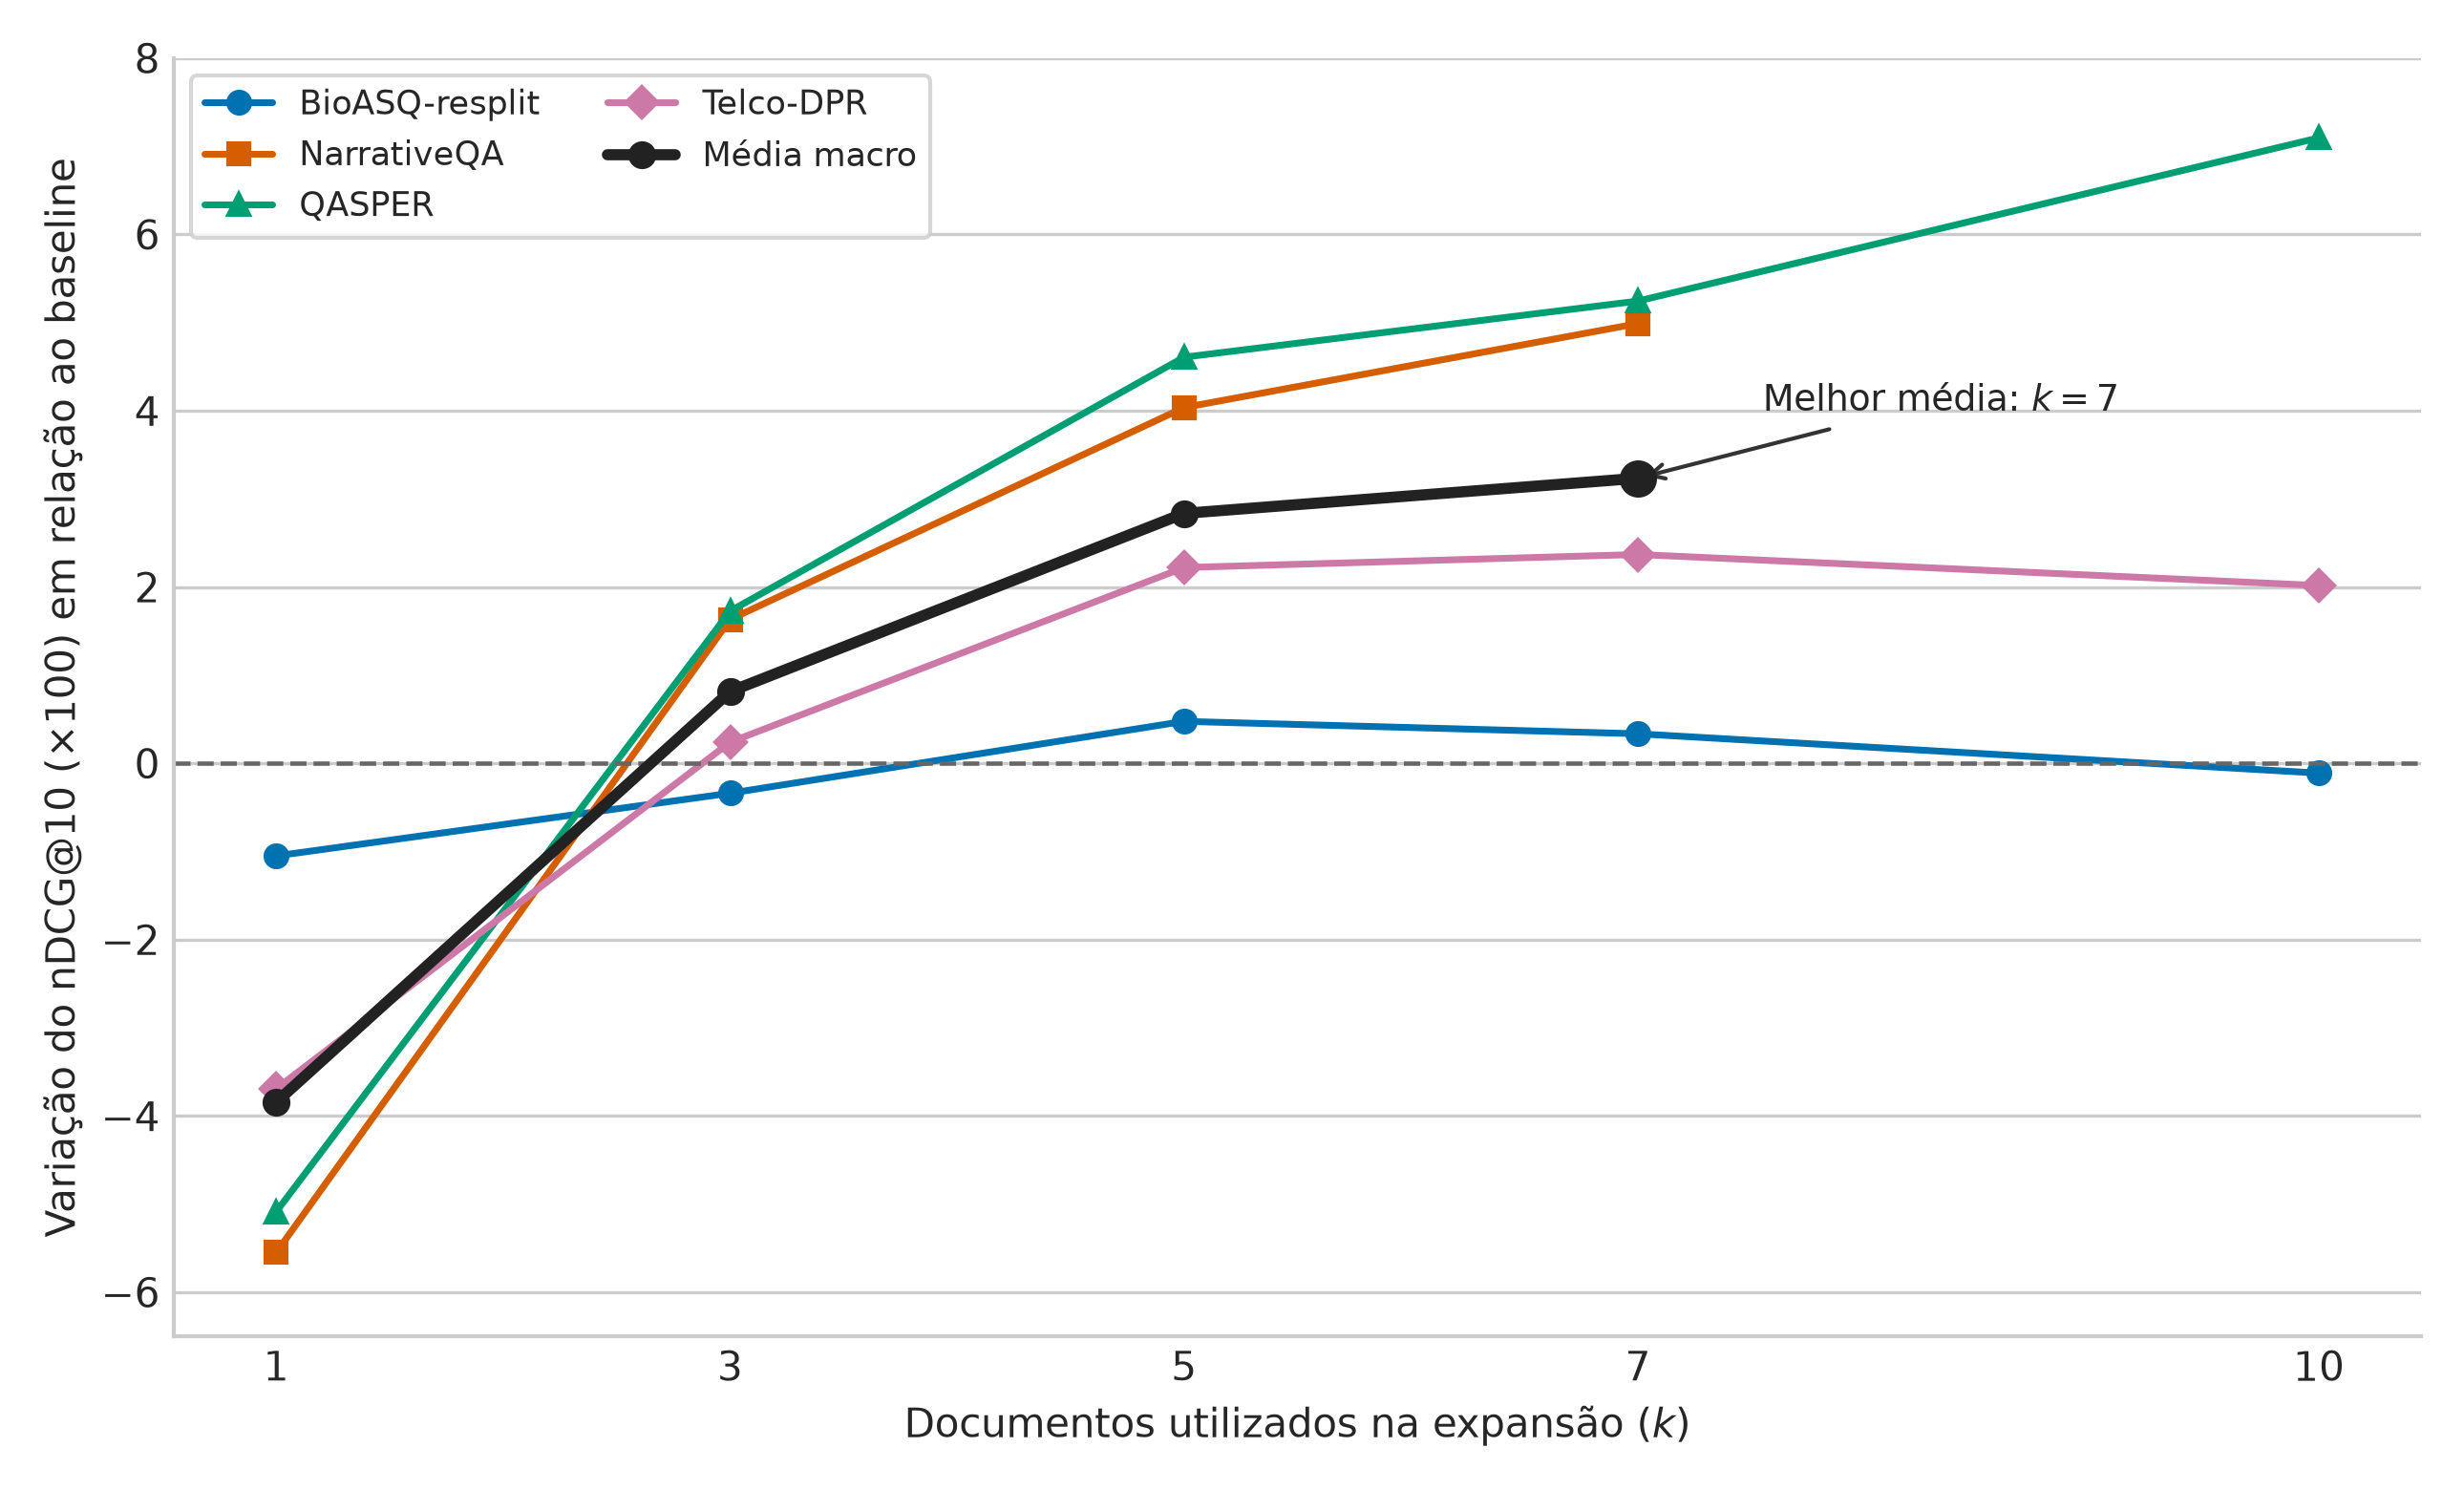 Variação do nDCG@10 (×100) em relação ao baseline
8
6
4
2
0
−2
−4
−6
BioASQ-resplit
NarrativeQA
QASPER
Telco-DPR
Média macro
Melhor média: k = 7
1 3 5 7 10
Documentos utilizados na expansão (k)